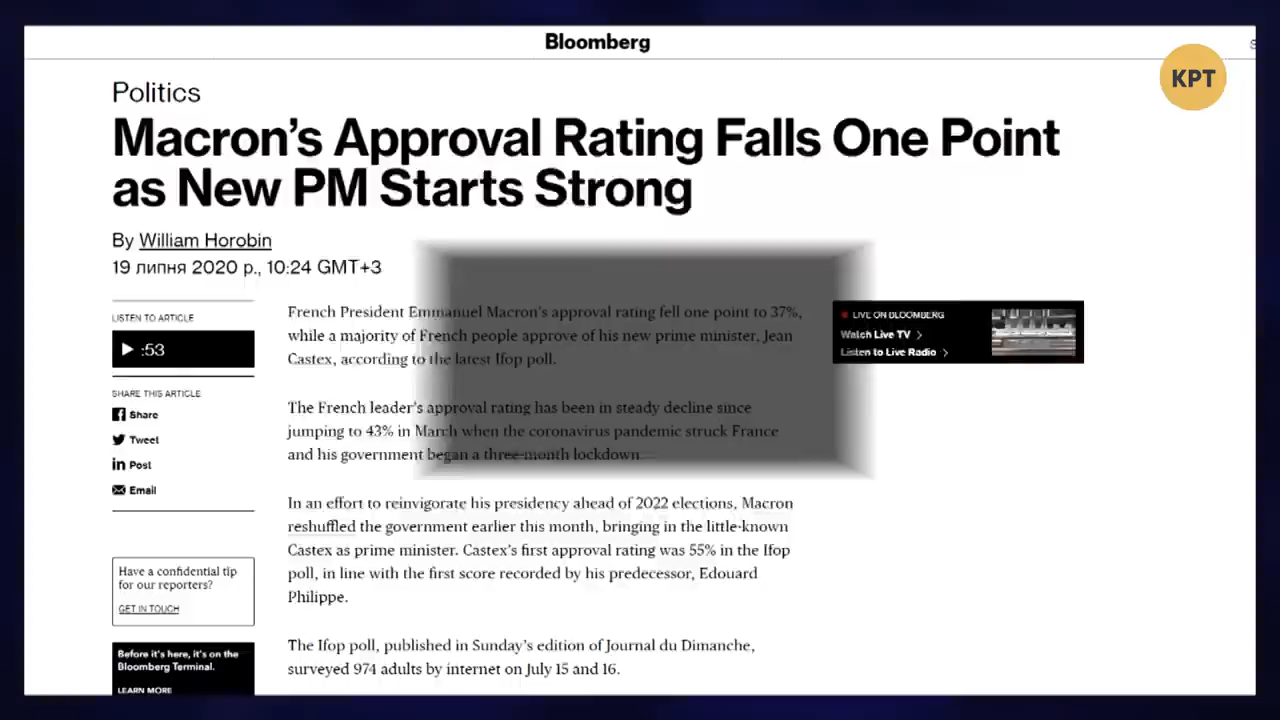 Bloomberg
KPT
Politics
Macron's Approval Rating Falls One Point
as New PM Starts Strong
By William Horobin
19 липня 2020 р., 10:24 GMT+3
LISTEN TO ARTICLE
:53
SHARE THIS ARTICLE
Share
Tweet
Post
Email
Have a confidential tip
for our reporters?
GET IN TOUCH
Before it's here, it's on the
Bloomberg Terminal.
LEARN MORE
French President Emmanuel Macron's approval rating fell one point to 37%,
while a majority of French people approve of his new prime minister, Jean
Castex, according to the latest Ifop poll.
The French leader's approval rating has been in steady decline since
jumping to 43% in March when the coronavirus pandemic struck France
and his government began a three-month lockdown
In an effort to reinvigorate his presidency ahead of 2022 elections, Macron
reshuffled the government earlier this month, bringing in the little-known
Castex as prime minister. Castex's first approval rating was 55% in the Ifop
poll, in line with the first score recorded by his predecessor, Edouard
Philippe.
The Ifop poll, published in Sunday's edition of Journal du Dimanche,
surveyed 974 adults by internet on July 15 and 16.
LIVE ON BLOOMBERG
Watch Live TV
Listen to Live Radio